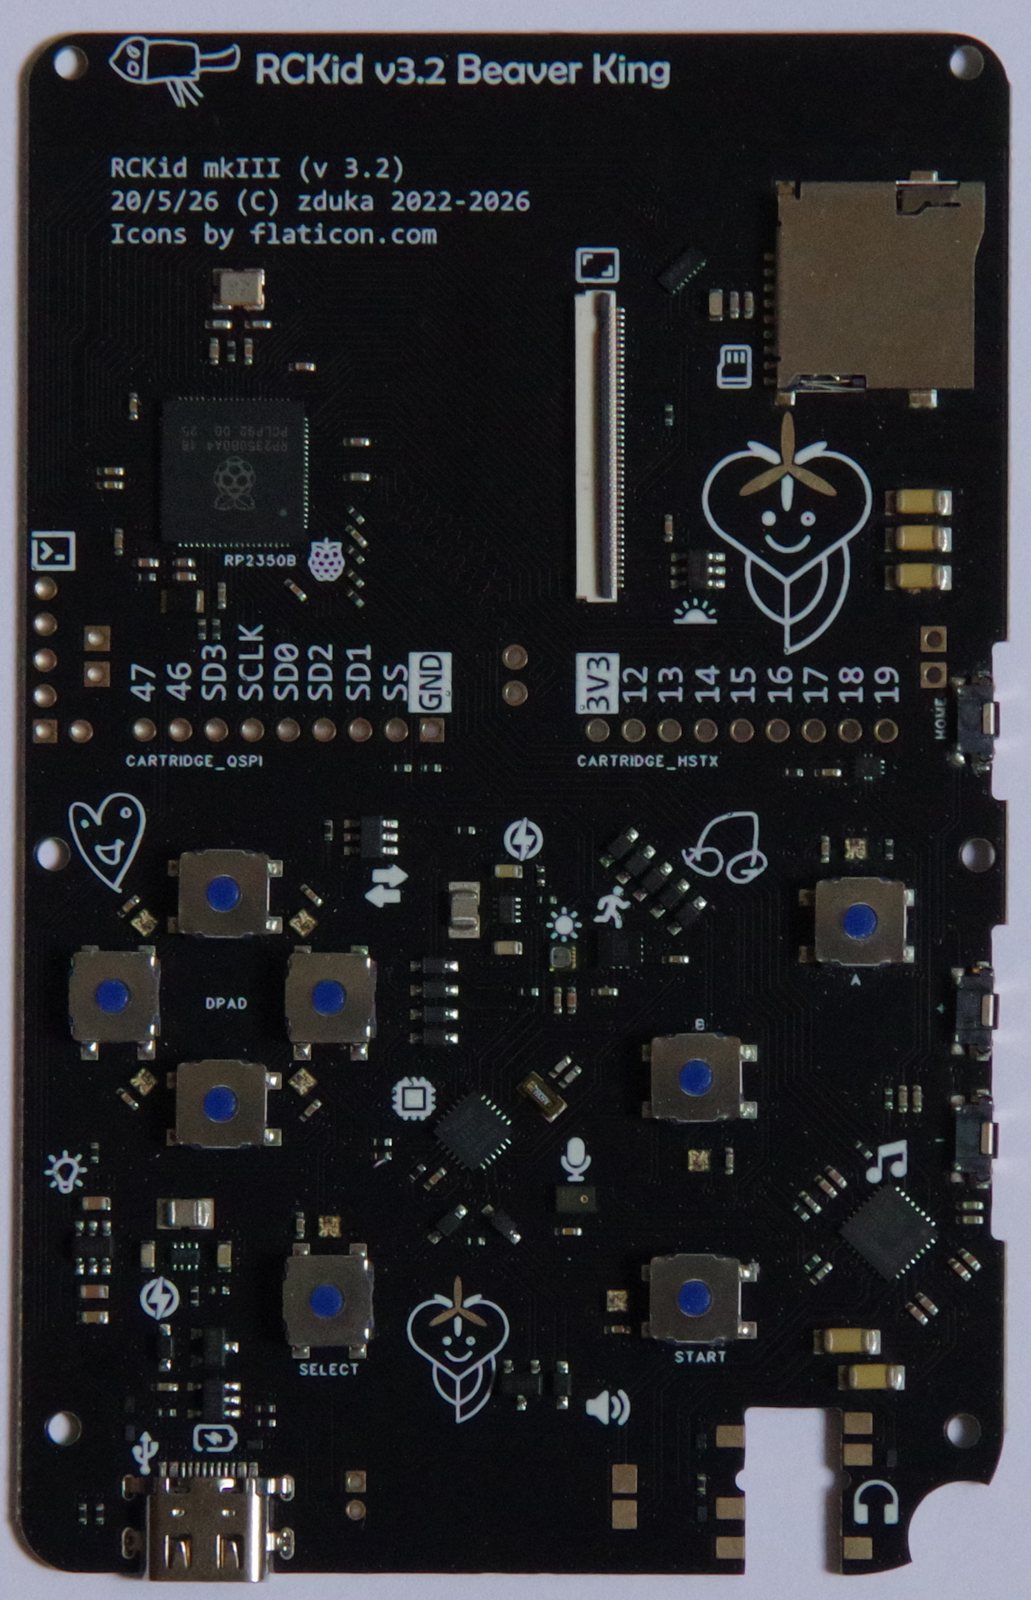 RCKid v3.2 Beaver King
RCKid mkIII (v 3.2)
20/5/26 (C) zduka 2022-2026
Icons by flaticon.com
RP2350B
47
46
SD3
SCLK
SD0
SD2
SD1
SS
GND
3V3
12
13
14
15
16
17
18
19
HOME
CARTRIDGE_QSPI
CARTRIDGE_HSTX
DPAD
A
B
+
-
SELECT
START